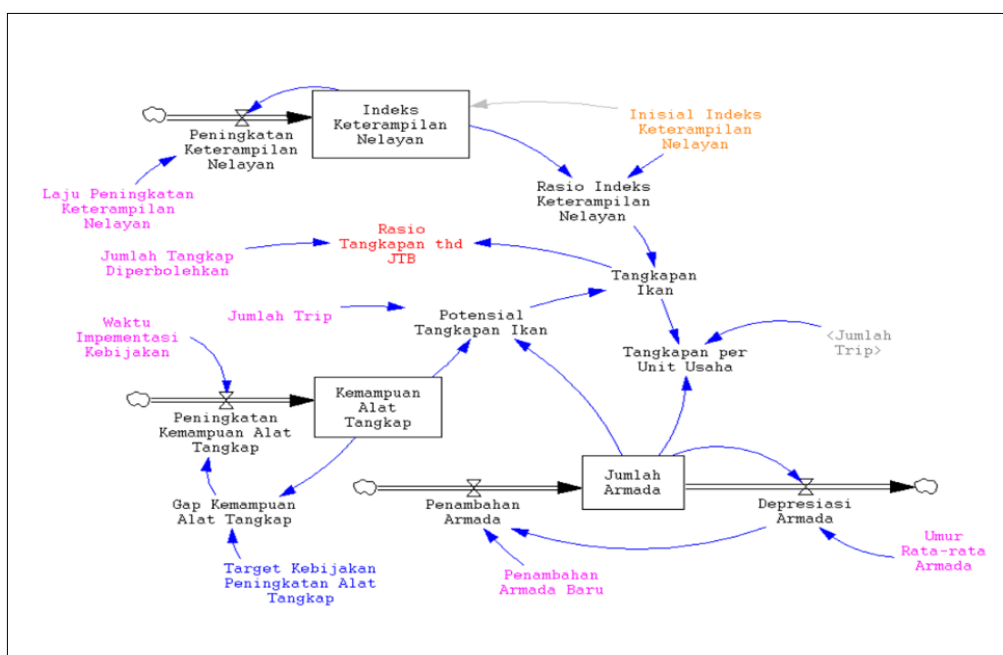 Indeks
Keterampilan
Nelayan
Peningkatan
Keterampilan
Nelayan
Inisial Indeks
Keterampilan
Nelayan
Laju Peningkatan
Keterampilan
Nelayan
Rasio Indeks
Keterampilan
Nelayan
Rasio
Tangkapan thd
JTB
Jumlah Tangkap
Diperbolehkan
Tangkapan
Ikan
Jumlah Trip
Potensial
Tangkapan Ikan
Waktu
Impementasi
Kebijakan
<Jumlah
Trip>
Tangkapan per
Unit Usaha
Kemampuan
Alat
Tangkap
Peningkatan
Kemampuan Alat
Tangkap
Jumlah
Armada
Gap Kemampuan
Alat Tangkap
Penambahan
Armada
Depresiasi
Armada
Umur
Rata-rata
Armada
Target Kebijakan
Peningkatan Alat
Tangkap
Penambahan
Armada Baru